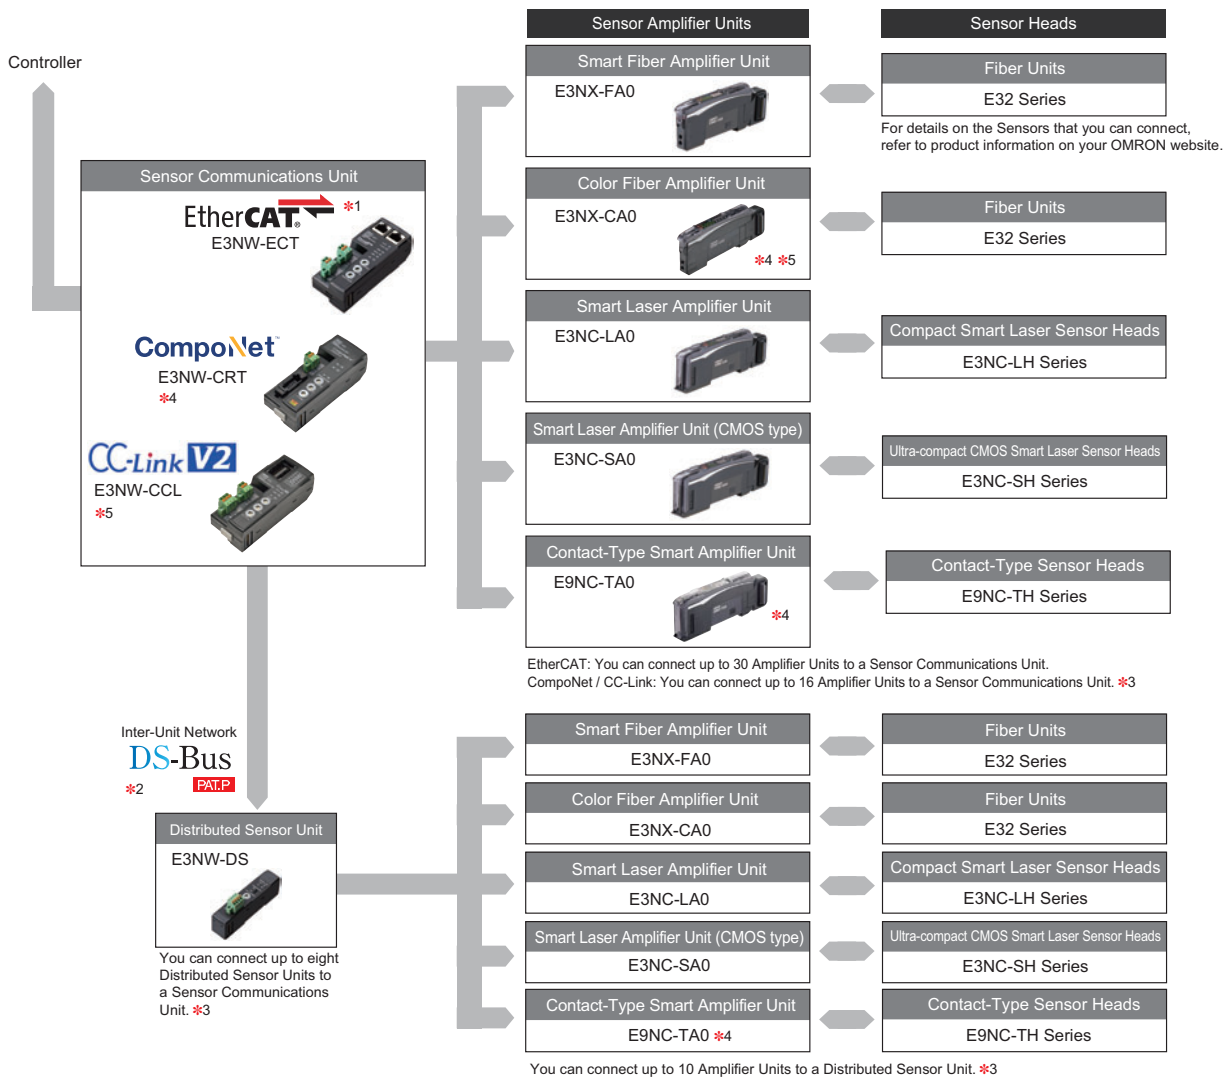 Sensor Amplifier Units
Sensor Heads
Controller
Smart Fiber Amplifier Unit
E3NX-FA0
Fiber Units
E32 Series
For details on the Sensors that you can connect,
refer to product information on your OMRON website.
Sensor Communications Unit
EtherCAT® *1
E3NW-ECT
CompoNet™
E3NW-CRT
*4
CC-Link V2
E3NW-CCL
*5
Color Fiber Amplifier Unit
E3NX-CA0
*4 *5
Fiber Units
E32 Series
Smart Laser Amplifier Unit
E3NC-LA0
Compact Smart Laser Sensor Heads
E3NC-LH Series
Smart Laser Amplifier Unit (CMOS type)
E3NC-SA0
Ultra-compact CMOS Smart Laser Sensor Heads
E3NC-SH Series
Contact-Type Smart Amplifier Unit
E9NC-TA0
*4
Contact-Type Sensor Heads
E9NC-TH Series
EtherCAT: You can connect up to 30 Amplifier Units to a Sensor Communications Unit.
CompoNet / CC-Link: You can connect up to 16 Amplifier Units to a Sensor Communications Unit. *3
Inter-Unit Network
DS-Bus
*2
PAT.P
Distributed Sensor Unit
E3NW-DS
You can connect up to eight
Distributed Sensor Units to
a Sensor Communications
Unit. *3
Smart Fiber Amplifier Unit
E3NX-FA0
Fiber Units
E32 Series
Color Fiber Amplifier Unit
E3NX-CA0
Fiber Units
E32 Series
Smart Laser Amplifier Unit
E3NC-LA0
Compact Smart Laser Sensor Heads
E3NC-LH Series
Smart Laser Amplifier Unit (CMOS type)
E3NC-SA0
Ultra-compact CMOS Smart Laser Sensor Heads
E3NC-SH Series
Contact-Type Smart Amplifier Unit
E9NC-TA0 *4
Contact-Type Sensor Heads
E9NC-TH Series
You can connect up to 10 Amplifier Units to a Distributed Sensor Unit. *3